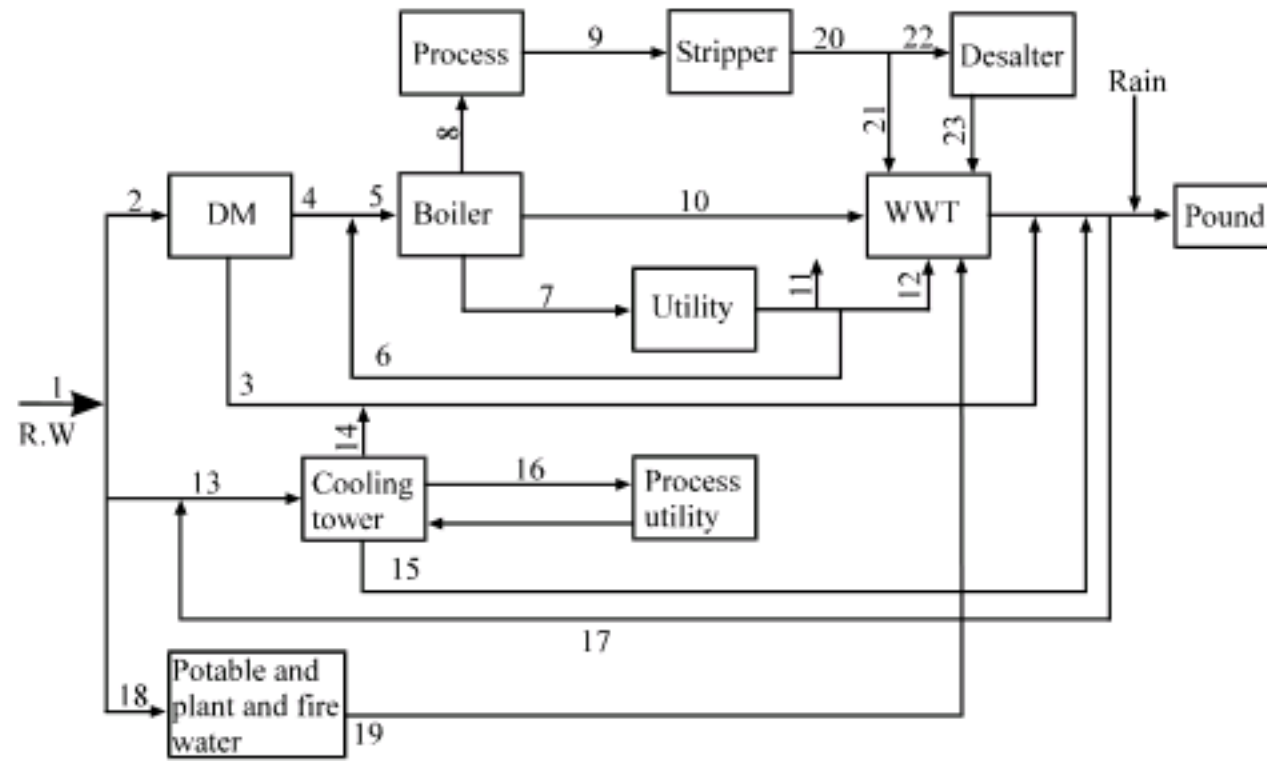 Process
9
Stripper
20
22
Desalter
Rain
8
21
23
2
DM
4
5
Boiler
10
WWT
Pound
7
Utility
11
12
6
3
1
R.W
14
13
Cooling
tower
16
Process
utility
15
17
18
Potable and
plant and fire
water
19